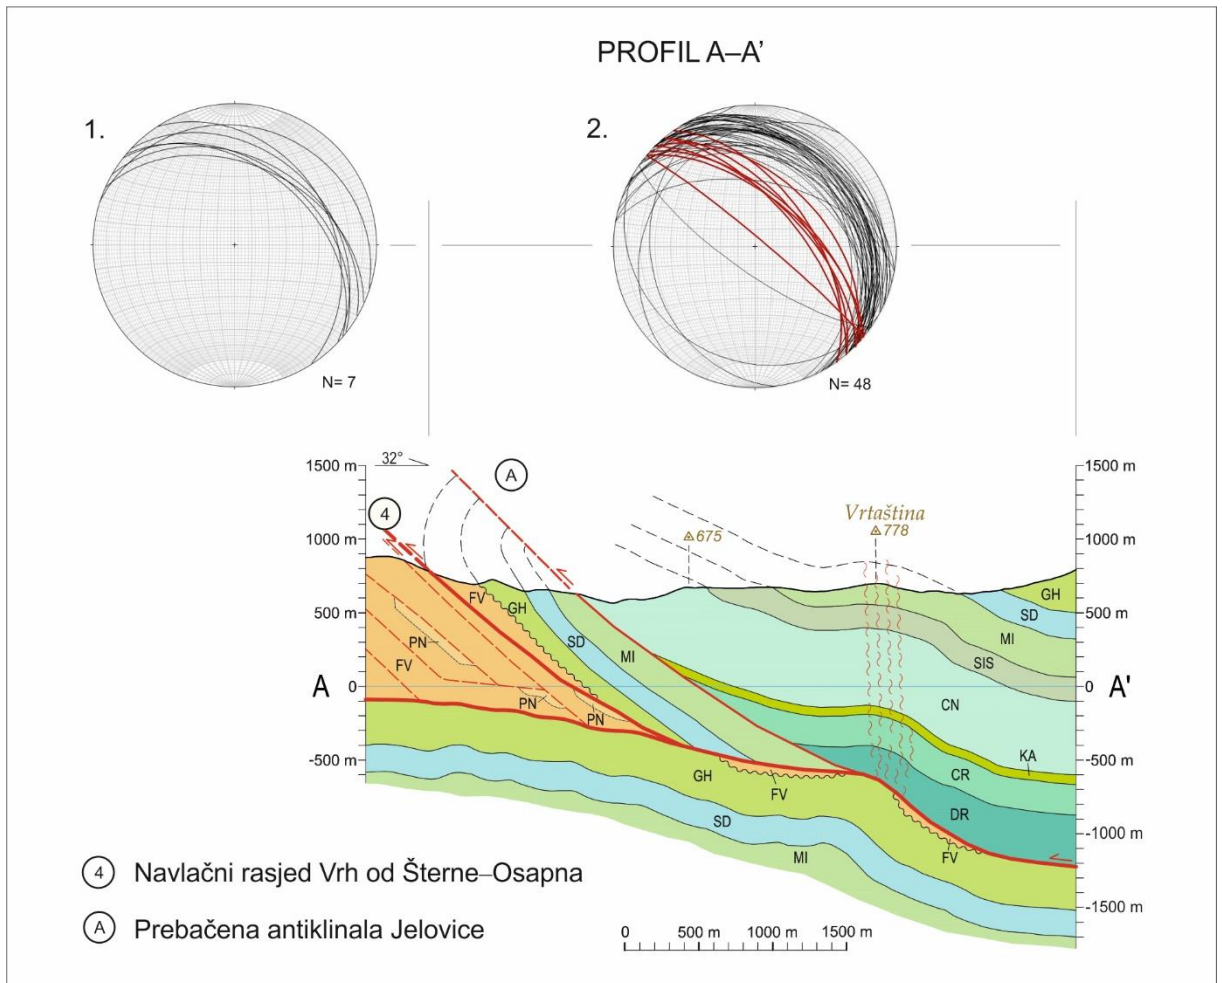 PROFIL A–A’
1.
2.
N= 7
N= 48
32°
A
4
Vrtaština
675
778
1500 m
1000 m
500 m
0
-500 m
1500 m
1000 m
500 m
0
-500 m
-1000 m
-1500 m
A
A'
FV
GH
SD
MI
PN
FV
PN
PN
GH
SD
MI
SIS
CN
KA
CR
DR
GH
FV
SD
MI
FV
4 Navlačni rasjed Vrh od Šterne–Osapna
A Prebačena antiklinala Jelovice
0 500 m 1000 m 1500 m